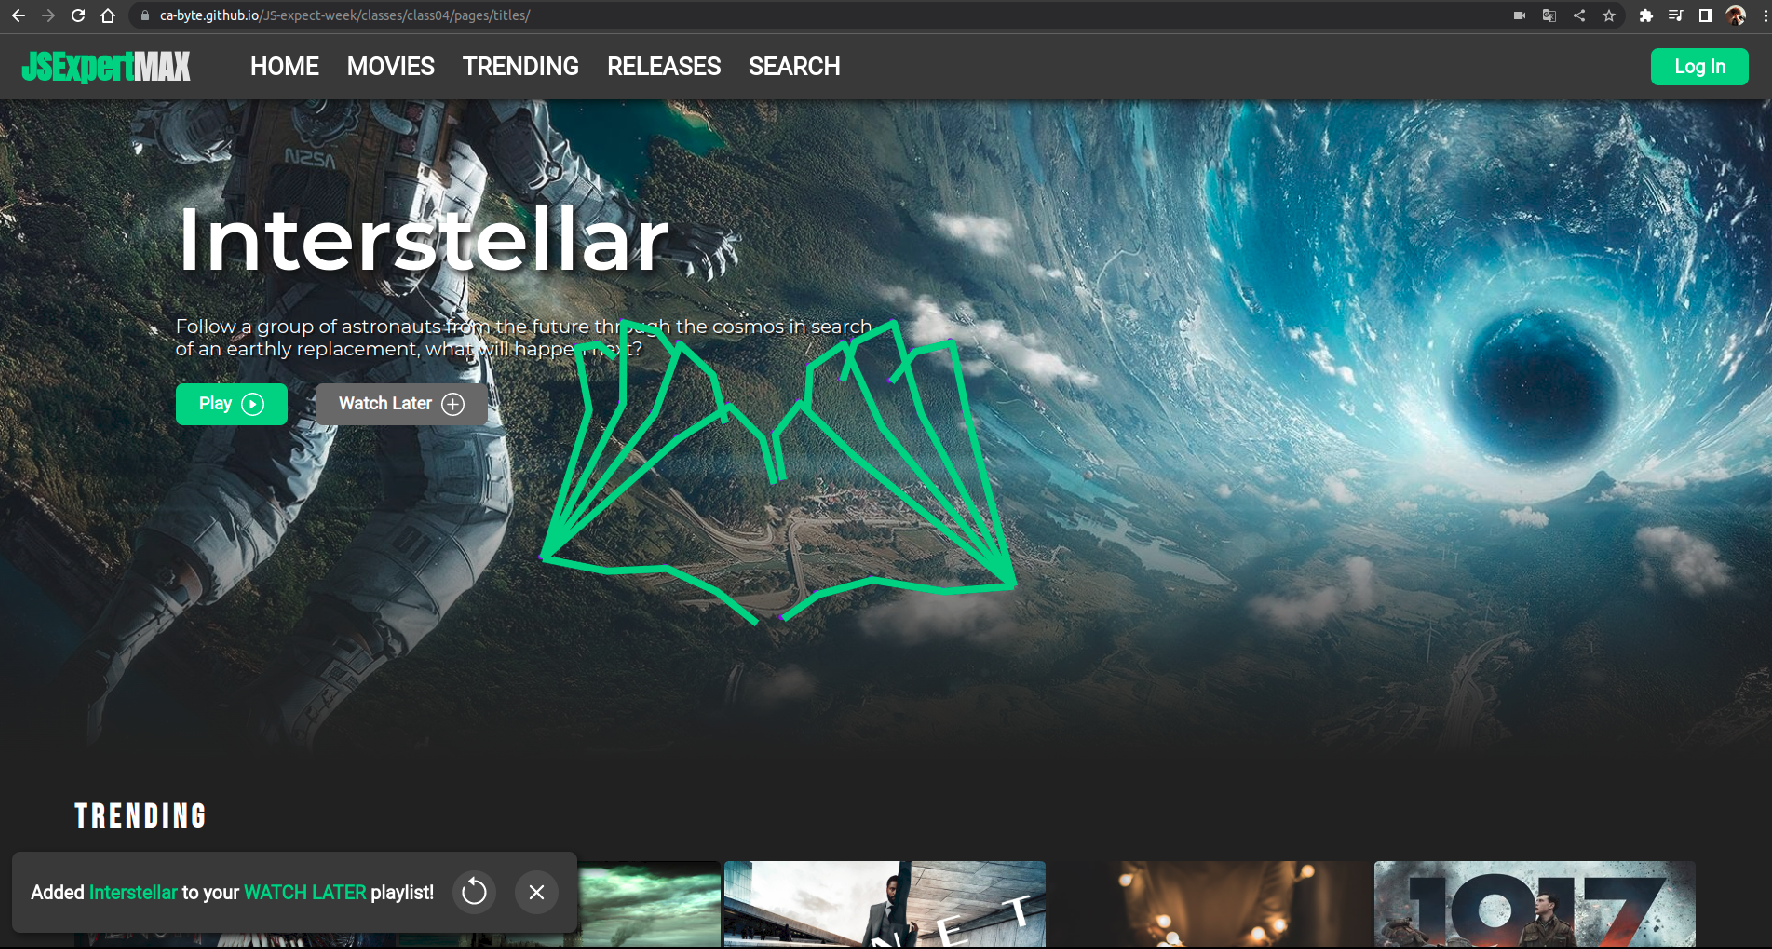 ca-byte.github.io/JS-expect-week/classes/class04/pages/titles/
JSExpertMAX
HOME MOVIES TRENDING RELEASES SEARCH
Log In
N2SA
Interstellar
Follow a group of astronauts from the future through the cosmos in search
of an earthly replacement, what will happen next?
Play
Watch Later
TRENDING
Added Interstellar to your WATCH LATER playlist!
NET
1917